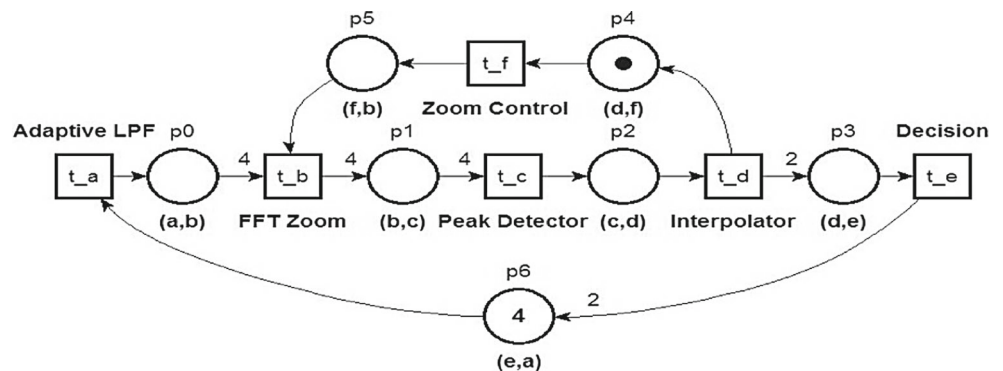 p5
p4
t_f
(f,b)
Zoom Control
(d,f)
Adaptive LPF
p0
p1
p2
p3
Decision
t_a
4
t_b
4
4
t_c
t_d
2
t_e
(a,b)
FFT Zoom
(b,c)
Peak Detector
(c,d)
Interpolator
(d,e)
p6
2
4
(e,a)